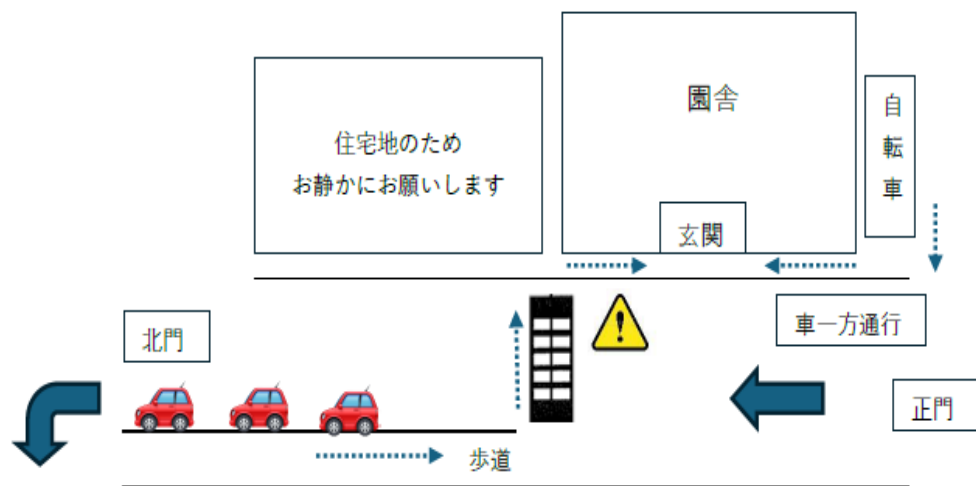 園舎
自転車
住宅地のため
お静かにお願いします
玄関
車一方通行
北門
正門
歩道